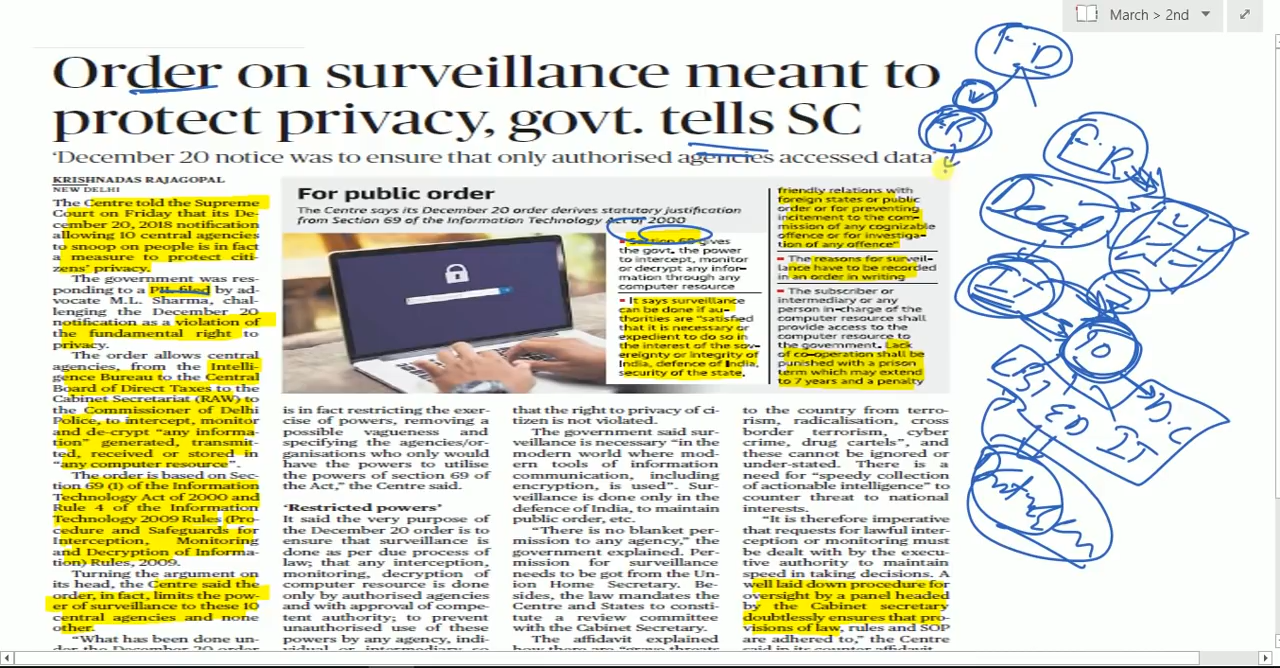 March > 2nd
Order on surveillance meant to
protect privacy, govt. tells SC
'December 20 notice was to ensure that only authorised agencies accessed data'
KRISHNADAS RAJAGOPAL
NEW DELHI
The Centre told the Supreme
Court on Friday that its De-
cember 20, 2018 notification
allowing 10 central agencies
to snoop on people is in fact
a measure to protect citi-
zens' privacy.
The government was res-
ponding to a PIL filed by ad-
vocate M.L. Sharma, chal-
lenging the December 20
notification as a violation of
the fundamental right to
privacy.
The order allows central
agencies, from the Intelli-
gence Bureau to the Central
Board of Direct Taxes to the
Cabinet Secretariat (RAW) to
the Commissioner of Delhi
Police, to intercept, monitor
and de-crypt "any informa-
tion" generated, transmit-
ted, received or stored in
"any computer resource".
The order is based on Sec-
tion 69 (1) of the Information
Technology Act of 2000 and
Rule 4 of the Information
Technology 2009 Rules (Pro-
cedure and Safeguards for
Interception, Monitoring
and Decryption of Informa-
tion) Rules, 2009.
Turning the argument on
its head, the Centre said the
order, in fact, limits the pow-
er of surveillance to these 10
central agencies and none
other.
"What has been done un-
der the December 20 order
For public order
The Centre says its December 20 order derives statutory justification
from Section 69 of the Information Technology Act of 2000
Section 69 gives
the govt. the power
to intercept, monitor
or decrypt any infor-
mation through any
computer resource
It says surveillance
can be done if au-
thorities are "satisfied
that it is necessary or
expedient to do so in
the interest of the sov-
ereignty or integrity of
India, defence of India,
security of the state,
friendly relations with
foreign states or public
order or for preventing
incitement to the com-
mission of any cognizable
offence or for investiga-
tion of any offence"
The reasons for surveil-
lance have to be recorded
in an order in writing
The subscriber or
intermediary or any
person in-charge of the
computer resource shall
provide access to the
computer resource to
the government. Lack
of co-operation shall be
punished with a prison
term which may extend
to 7 years and a penalty
is in fact restricting the exer-
cise of powers, removing a
possible vagueness and
specifying the agencies/or-
ganisations who only would
have the powers to utilise
the powers of section 69 of
the Act," the Centre said.
'Restricted powers'
It said the very purpose of
the December 20 order is to
ensure that surveillance is
done as per due process of
law; that any interception,
monitoring, decryption of
computer resource is done
only by authorised agencies
and with approval of compe-
tent authority; to prevent
unauthorised use of these
powers by any agency, indi-
vidual or intermediary so
that the right to privacy of ci-
tizen is not violated.
The government said sur-
veillance is necessary "in the
modern world where mod-
ern tools of information
communication, including
encryption, is used". Sur-
veillance is done only in the
defence of India, to maintain
public order, etc.
"There is no blanket per-
mission to any agency," the
government explained. Per-
mission for surveillance
needs to be got from the Un-
ion Home Secretary. Be-
sides, the law mandates the
Centre and States to consti-
tute a review committee
with the Cabinet Secretary.
The affidavit explained
how there are "grave threats
to the country from terro-
rism, radicalisation, cross
border terrorism, cyber
crime, drug cartels", and
these cannot be ignored or
under-stated. There is a
need for "speedy collection
of actionable intelligence" to
counter threat to national
interests.
"It is therefore imperative
that requests for lawful inter-
ception or monitoring must
be dealt with by the execu-
tive authority to maintain
speed in taking decisions. A
well laid down procedure for
oversight by a panel headed
by the Cabinet secretary
doubtlessly ensures that pro-
visions of law, rules and SOP
are adhered to," the Centre
said in its counter affidavit.
F.D
FR
F.R
10
CBI ED IT D.C